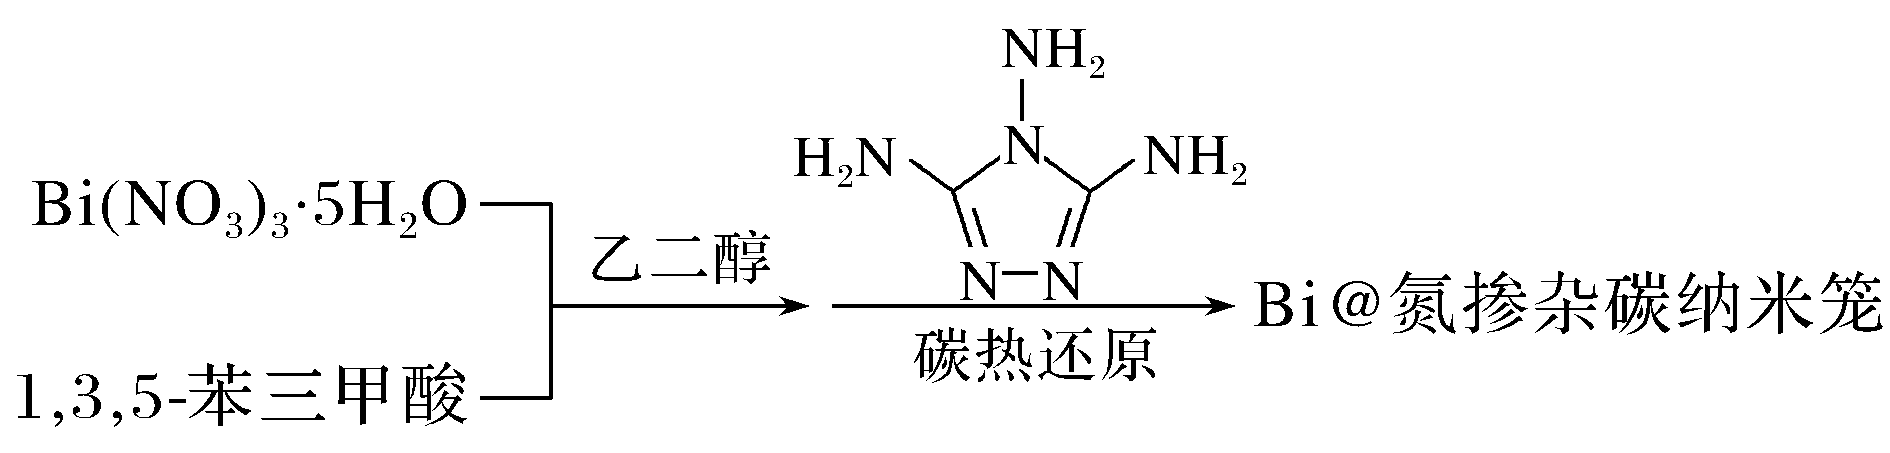 NH₂
H₂N N NH₂
Bi(NO₃)₃·5H₂O
乙二醇
N—N
Bi@氮掺杂碳纳米笼
碳热还原
1,3,5-苯三甲酸